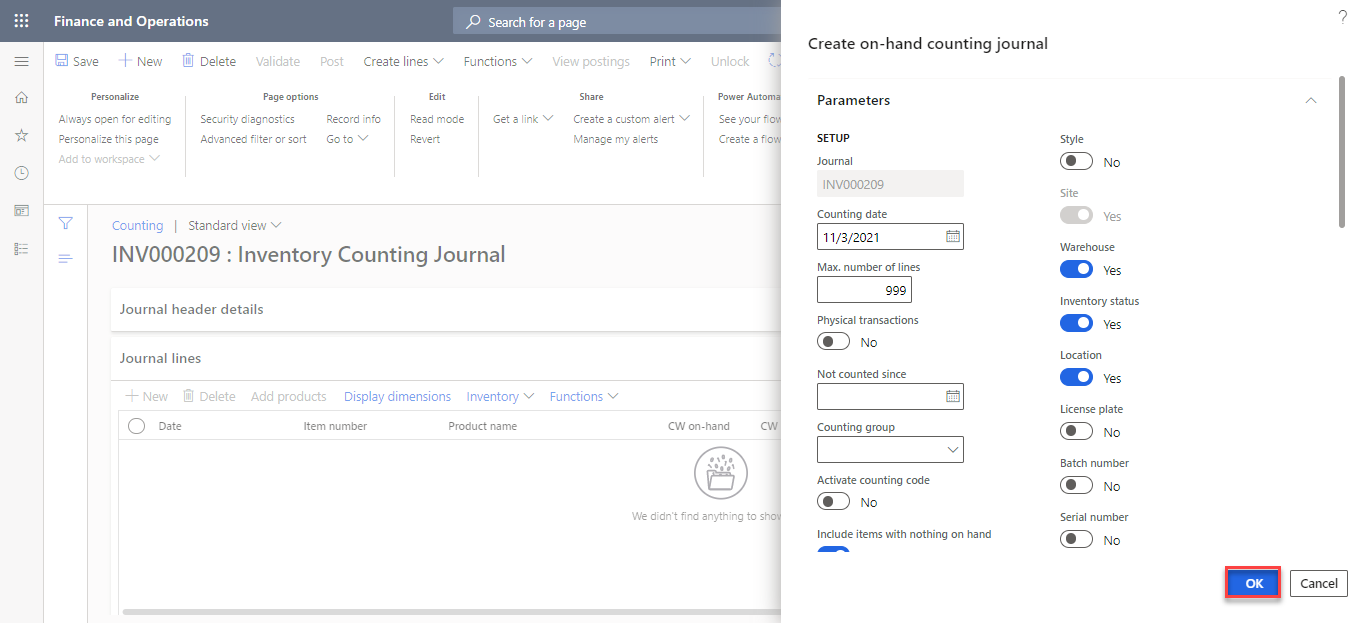 Finance and Operations
Search for a page
?
Save
New
Delete
Validate
Post
Create lines
Functions
View postings
Print
Unlock
Personalize
Always open for editing
Personalize this page
Add to workspace
Page options
Security diagnostics
Advanced filter or sort
Record info
Go to
Edit
Read mode
Revert
Share
Get a link
Create a custom alert
Manage my alerts
Power Automa
See your flow
Create a flow
Counting | Standard view
INV000209 : Inventory Counting Journal
Journal header details
Journal lines
New
Delete
Add products
Display dimensions
Inventory
Functions
Date
Item number
Product name
CW on-hand
CW
We didn't find anything to show
Create on-hand counting journal
Parameters
SETUP
Journal
INV000209
Counting date
11/3/2021
Max. number of lines
999
Physical transactions
No
Not counted since
Counting group
Activate counting code
No
Include items with nothing on hand
Style
No
Site
Yes
Warehouse
Yes
Inventory status
Yes
Location
Yes
License plate
No
Batch number
No
Serial number
No
OK
Cancel